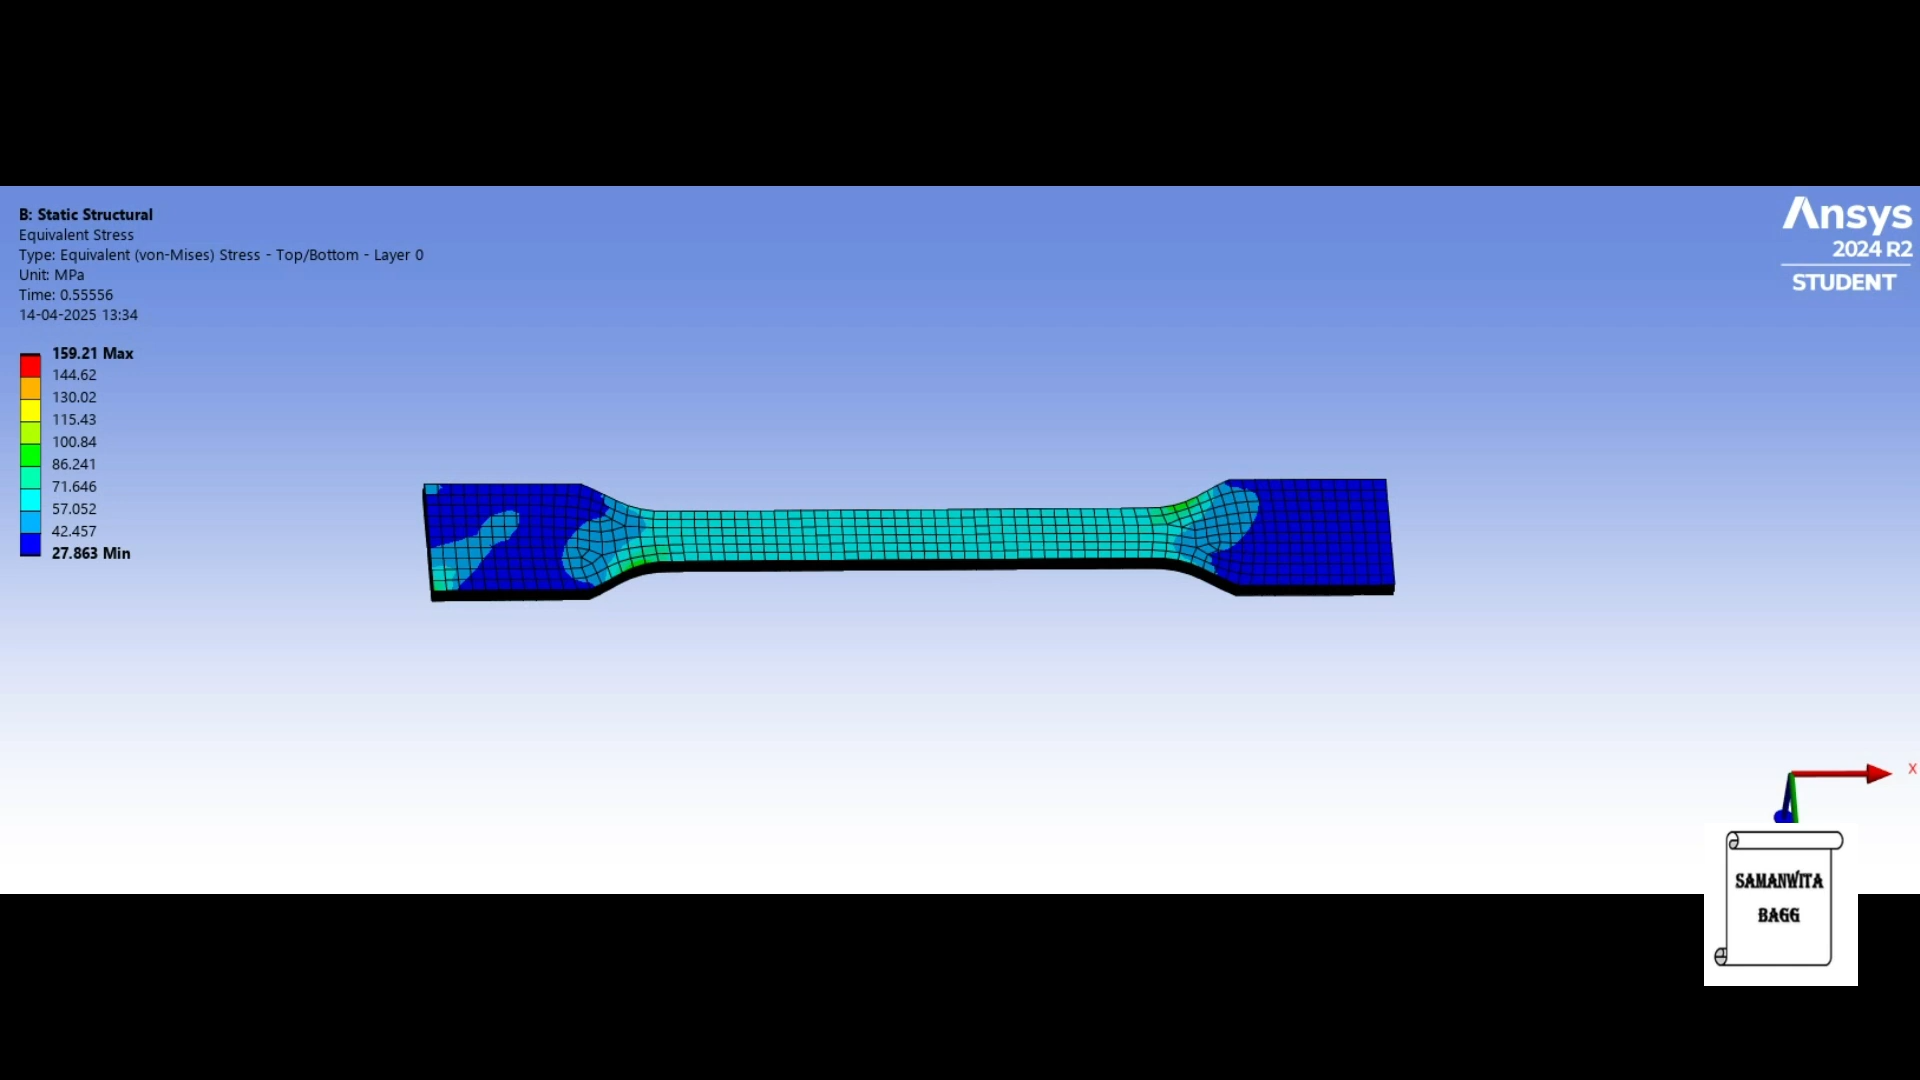 B: Static Structural
Equivalent Stress
Type: Equivalent (von-Mises) Stress - Top/Bottom - Layer 0
Unit: MPa
Time: 0.55556
14-04-2025 13:34
159.21 Max
144.62
130.02
115.43
100.84
86.241
71.646
57.052
42.457
27.863 Min
Ansys
2024 R2
STUDENT
X
SAMANWITA
BAGG